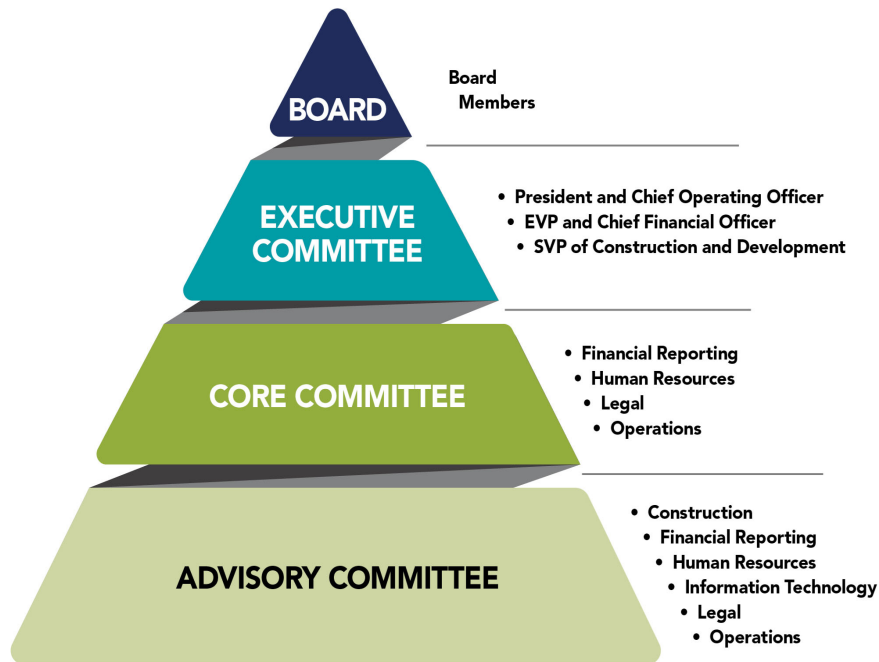 BOARD
Board
Members
EXECUTIVE
COMMITTEE
• President and Chief Operating Officer
• EVP and Chief Financial Officer
• SVP of Construction and Development
CORE COMMITTEE
• Financial Reporting
• Human Resources
• Legal
• Operations
ADVISORY COMMITTEE
• Construction
• Financial Reporting
• Human Resources
• Information Technology
• Legal
• Operations